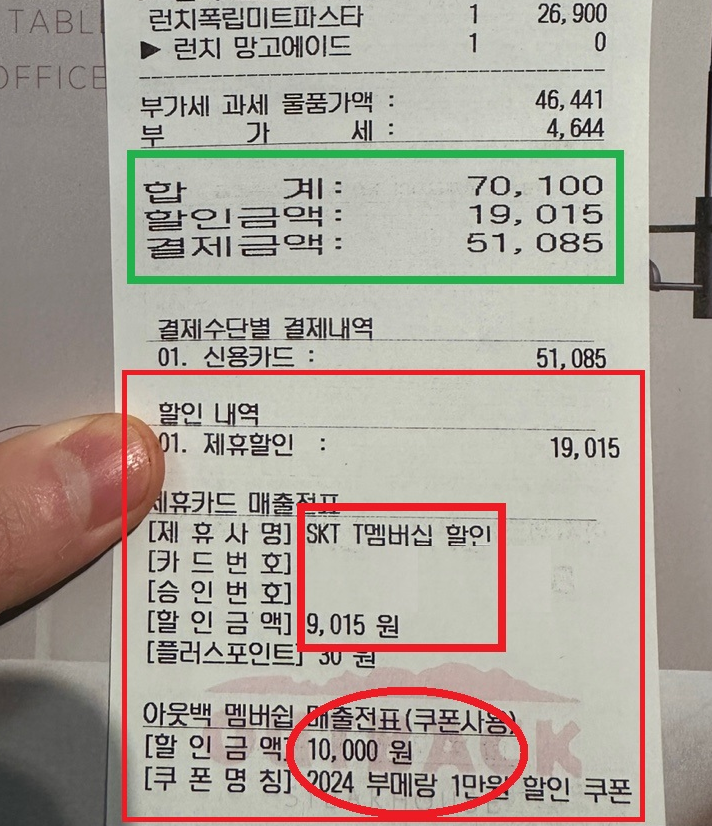 TABL
OFFICE
런치폭립미트파스타 1 26,900
▶ 런치 망고에이드 1 0
부가세 과세 물품가액 : 46,441
부 가 세 : 4,644
합 계 : 70,100
할인금액 : 19,015
결제금액 : 51,085
결제수단별 결제내역
01. 신용카드 : 51,085
할인 내역
01. 제휴할인 : 19,015
제휴카드 매출전표
[제 휴 사 명] SKT T멤버십 할인
[카 드 번 호]
[승 인 번 호]
[할 인 금 액] 9,015 원
[플러스포인트] 30 원
아웃백 멤버쉽 매출전표(쿠폰사용)
[할 인 금 액] 10,000 원
[쿠 폰 명 칭] 2024 부메랑 1만원 할인 쿠폰